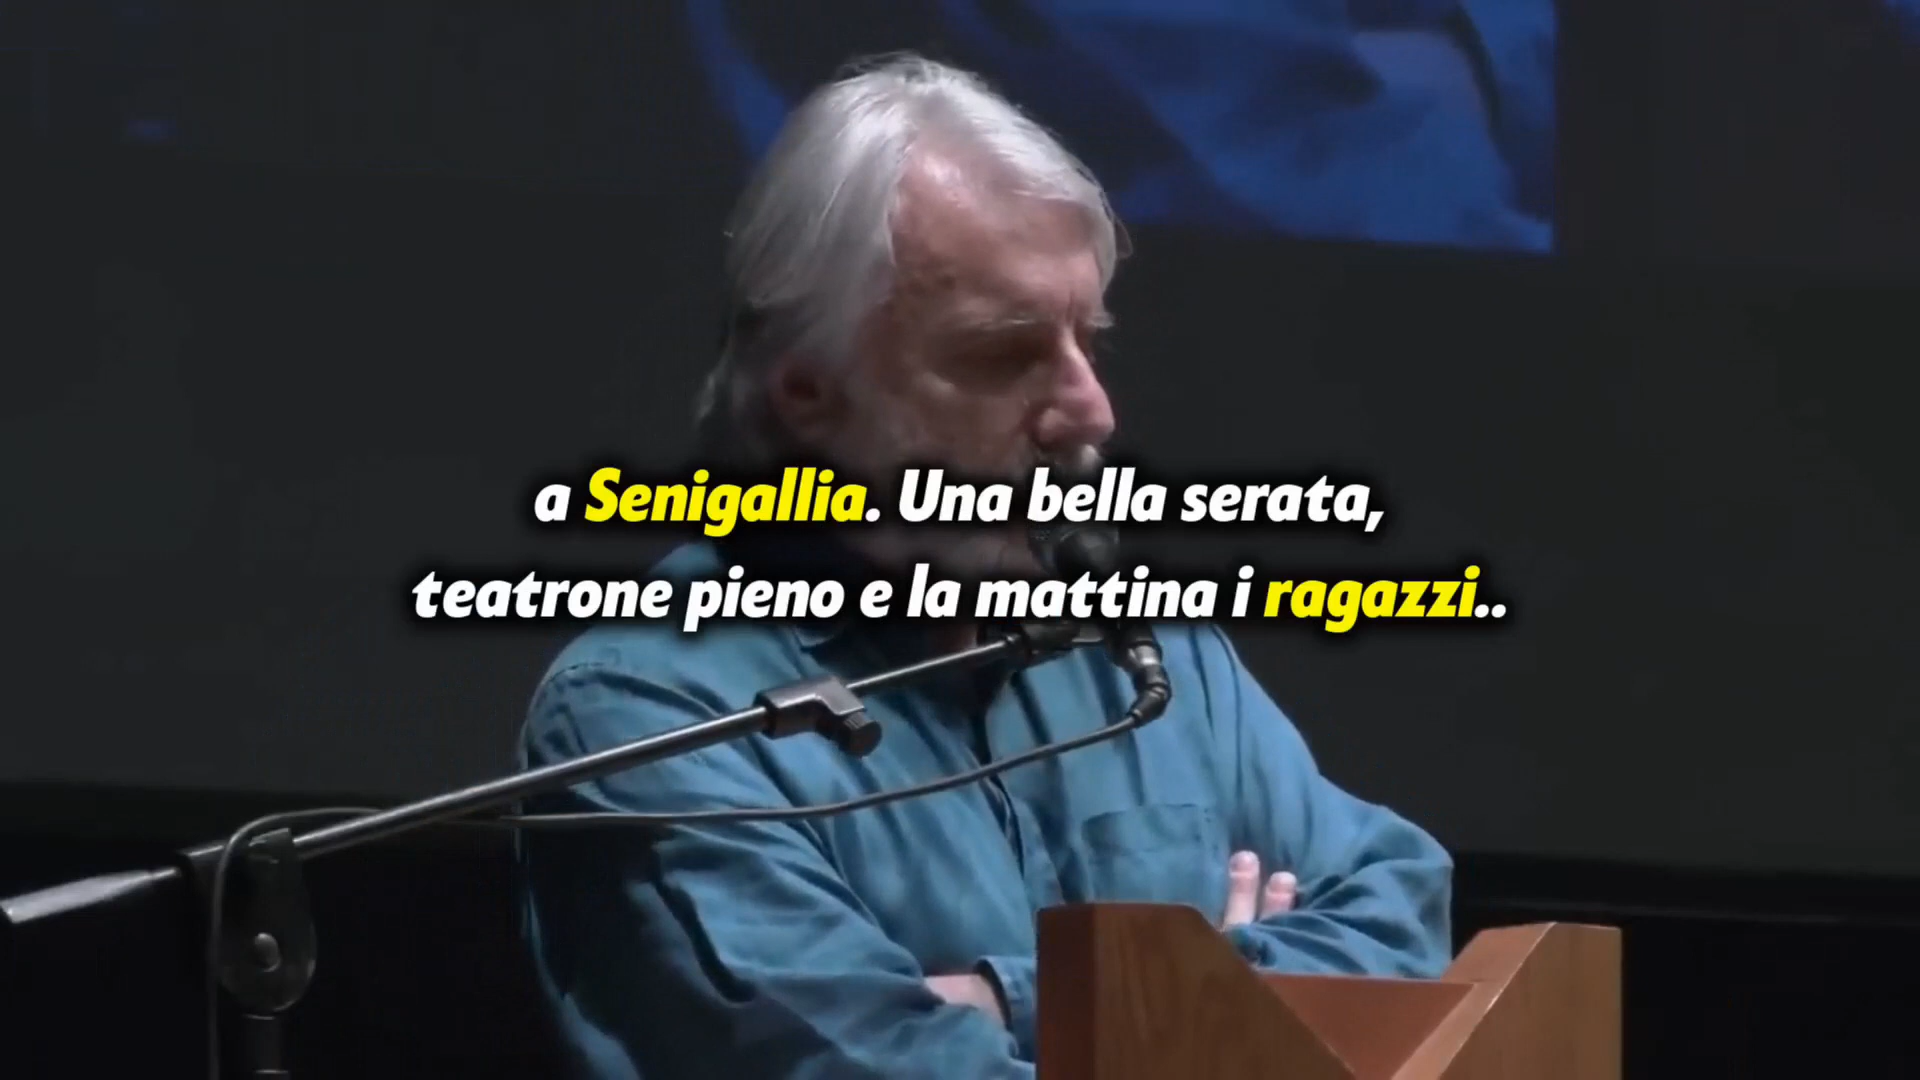 a Senigallia. Una bella serata,
teatrone pieno e la mattina i ragazzi..